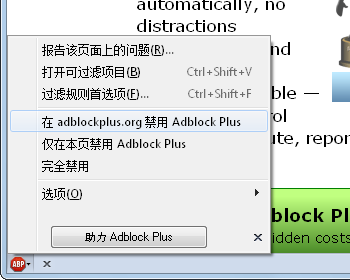 automatically, no
distractions
报告该页面上的问题(R)...
nd
打开可过滤项目(B) Ctrl+Shift+V
过滤规则首选项(F)... Ctrl+Shift+F
ble —
在 adblockplus.org 禁用 Adblock Plus
rol
仅在本页禁用 Adblock Plus
ute, repor
完全禁用
选项(O)
dblock Pl
助力 Adblock Plus
idden costs
ABP